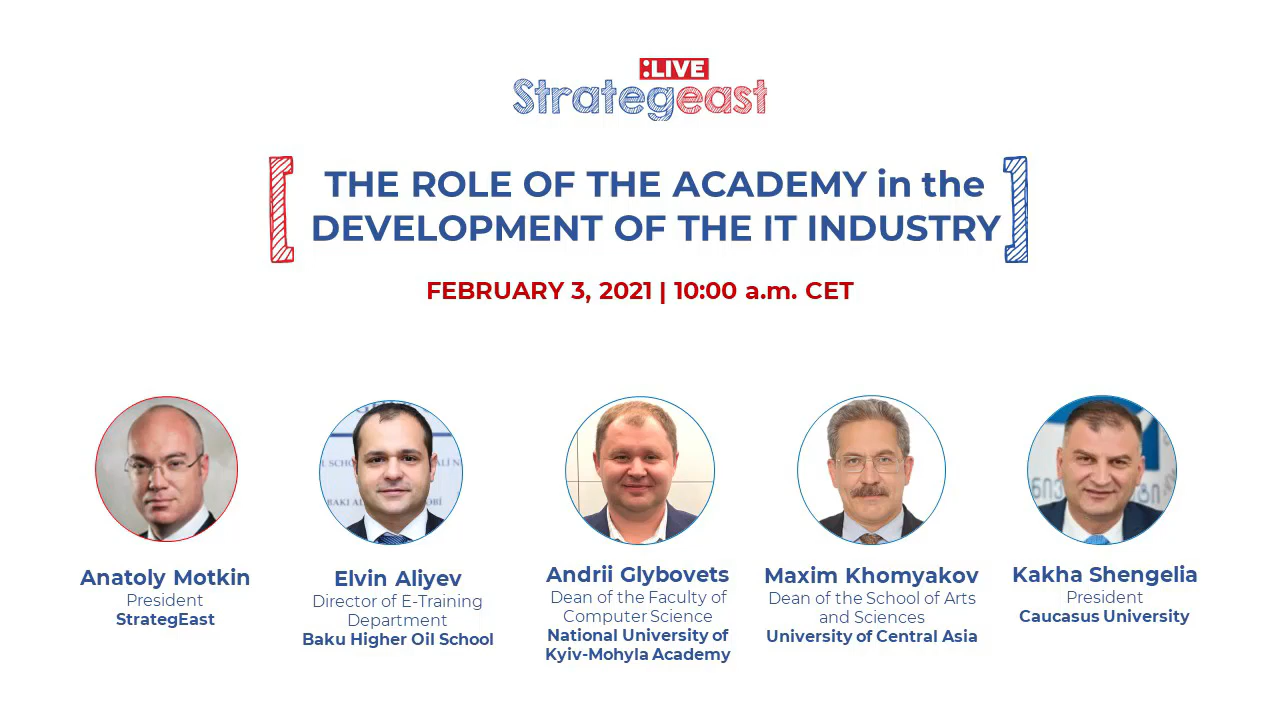 :LIVE
Strategeast
THE ROLE OF THE ACADEMY in the
DEVELOPMENT OF THE IT INDUSTRY
FEBRUARY 3, 2021 | 10:00 a.m. CET
Anatoly Motkin
President
StrategEast
Elvin Aliyev
Director of E-Training
Department
Baku Higher Oil School
Andrii Glybovets
Dean of the Faculty of
Computer Science
National University of
Kyiv-Mohyla Academy
Maxim Khomyakov
Dean of the School of Arts
and Sciences
University of Central Asia
Kakha Shengelia
President
Caucasus University